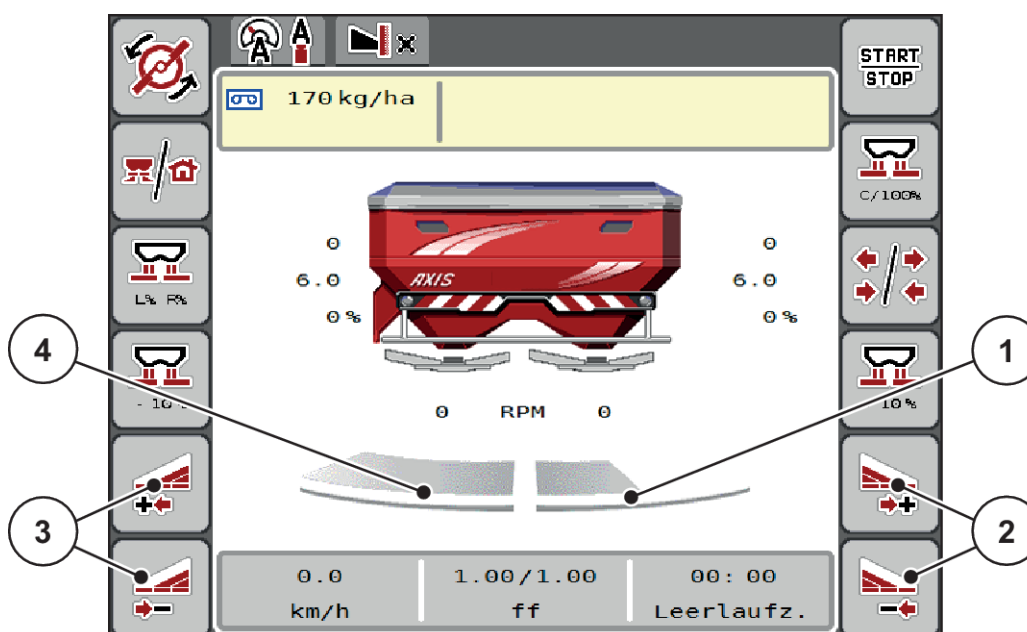 A A x
START
STOP
170 kg/ha
C/100%
0 0
AXIS
6.0 6.0
L% R%
0% 0%
4 1
- 10 %
10 %
0 RPM 0
3 2
0.0 1.00/1.00 00:00
km/h ff Leerlaufz.